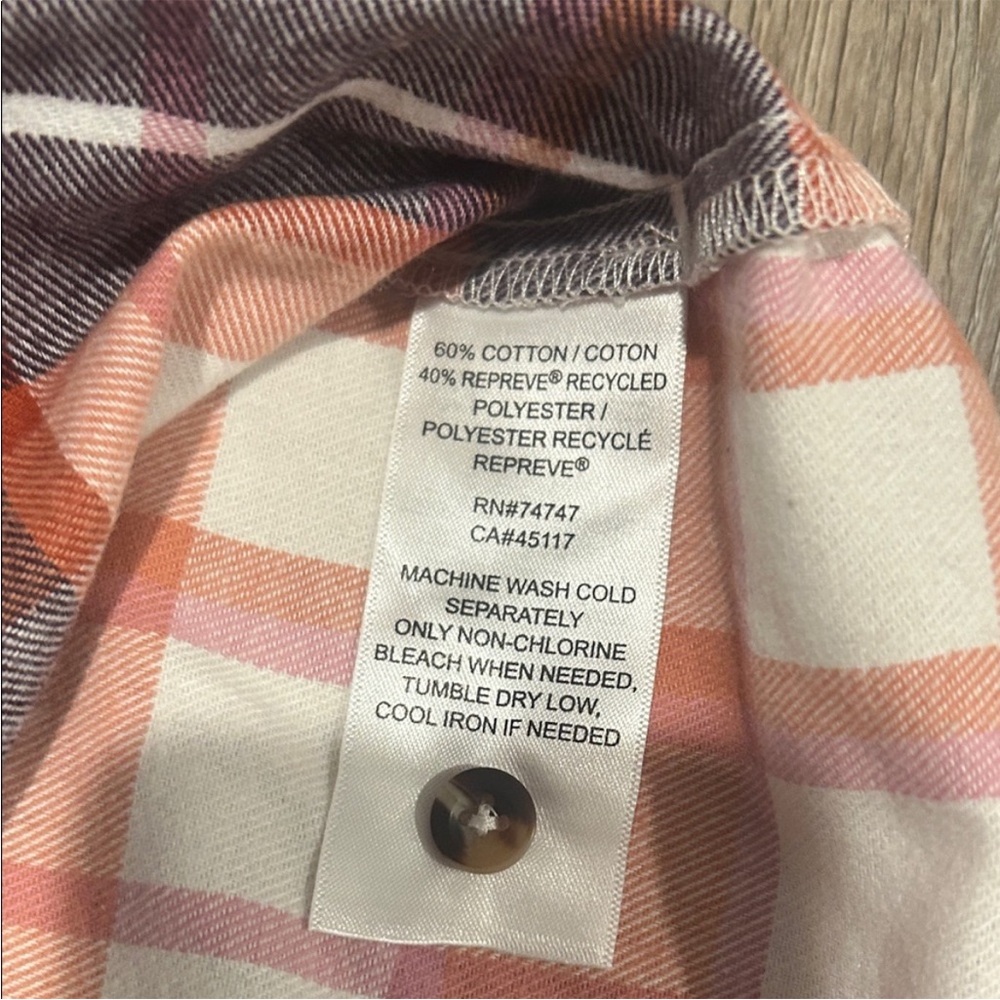 60% COTTON / COTON
40% REPREVE® RECYCLED
POLYESTER /
POLYESTER RECYCLÉ
REPREVE®
RN#74747
CA#45117
MACHINE WASH COLD
SEPARATELY
ONLY NON-CHLORINE
BLEACH WHEN NEEDED,
TUMBLE DRY LOW,
COOL IRON IF NEEDED